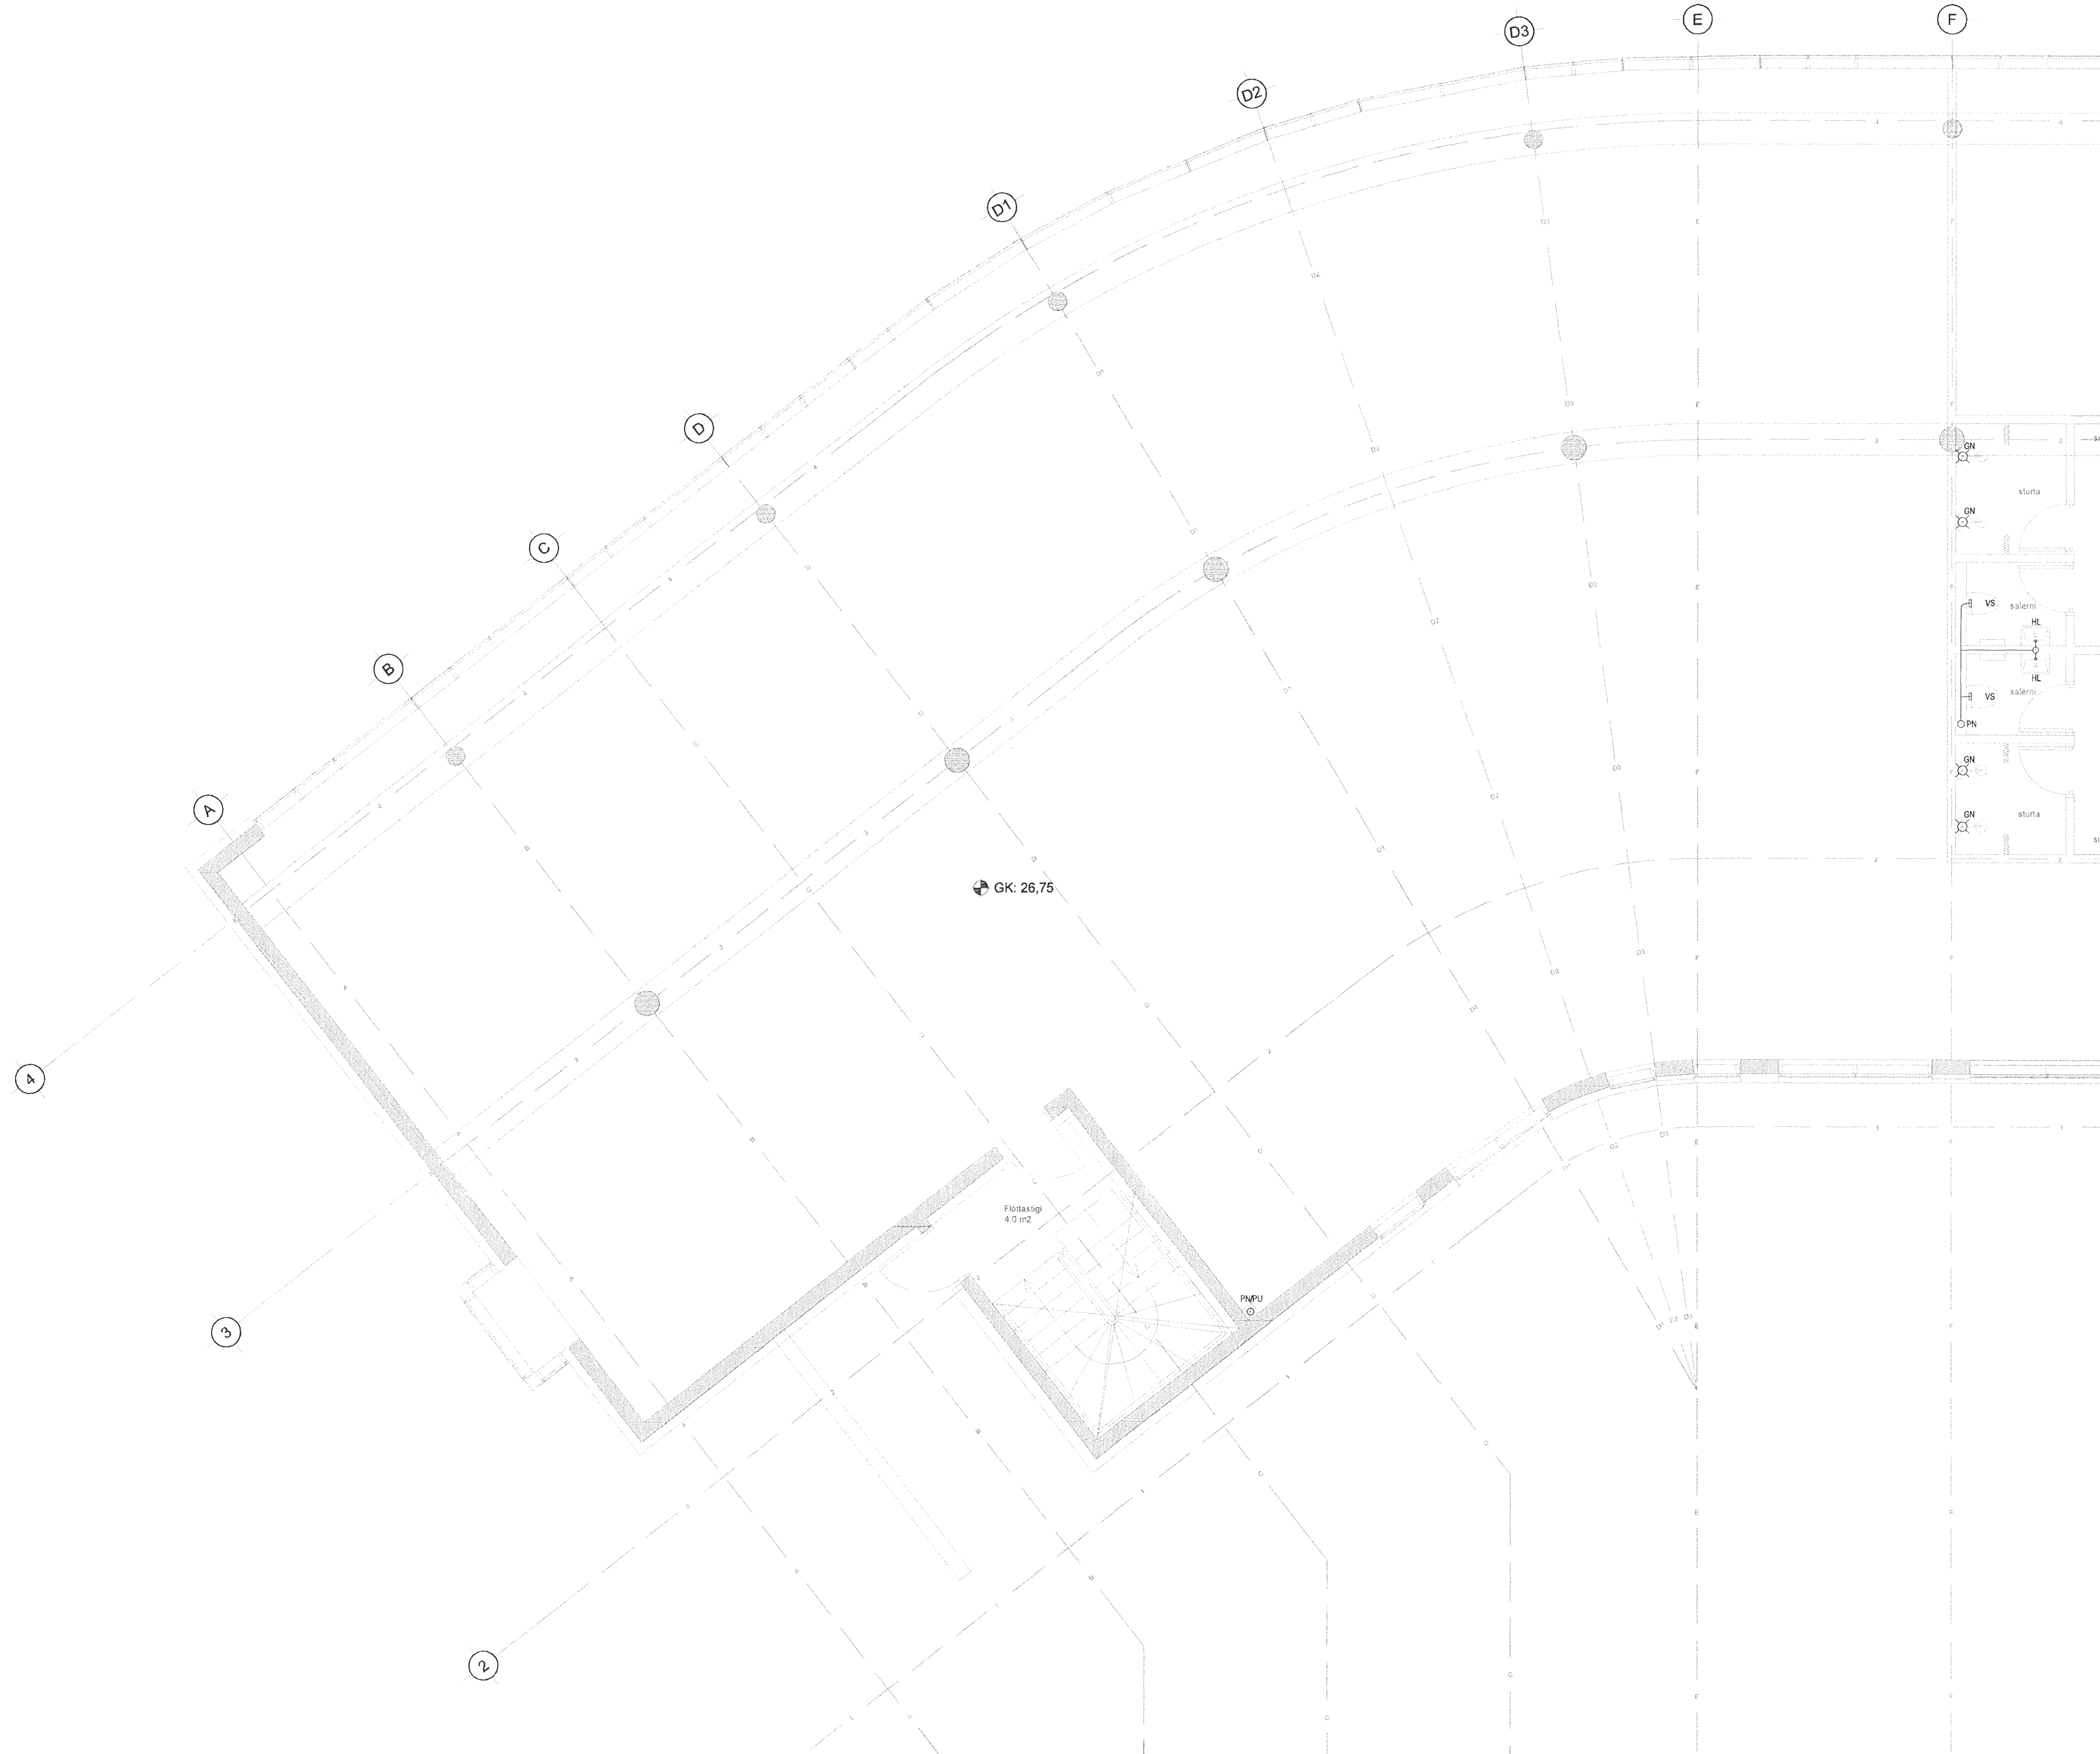 E
F
D3
D2
D1
D
C
B
A
GN
sturta
GN
VS
salerni
HL
HL
VS
salerni
PN
GN
GN
sturta
GK: 26,75
Flóttastigi
4,0 m2
PN/PU
4
3
2